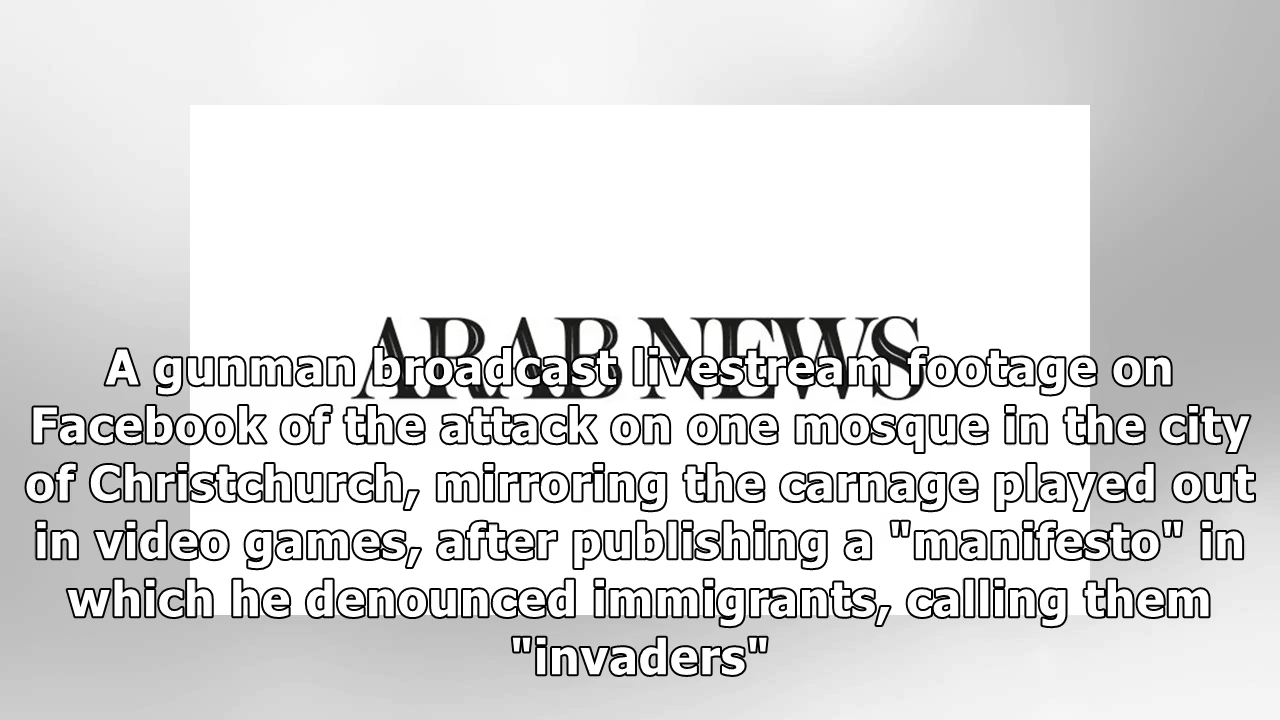 ARAB NEWS
A gunman broadcast livestream footage on
Facebook of the attack on one mosque in the city
of Christchurch, mirroring the carnage played out
in video games, after publishing a "manifesto" in
which he denounced immigrants, calling them
"invaders"